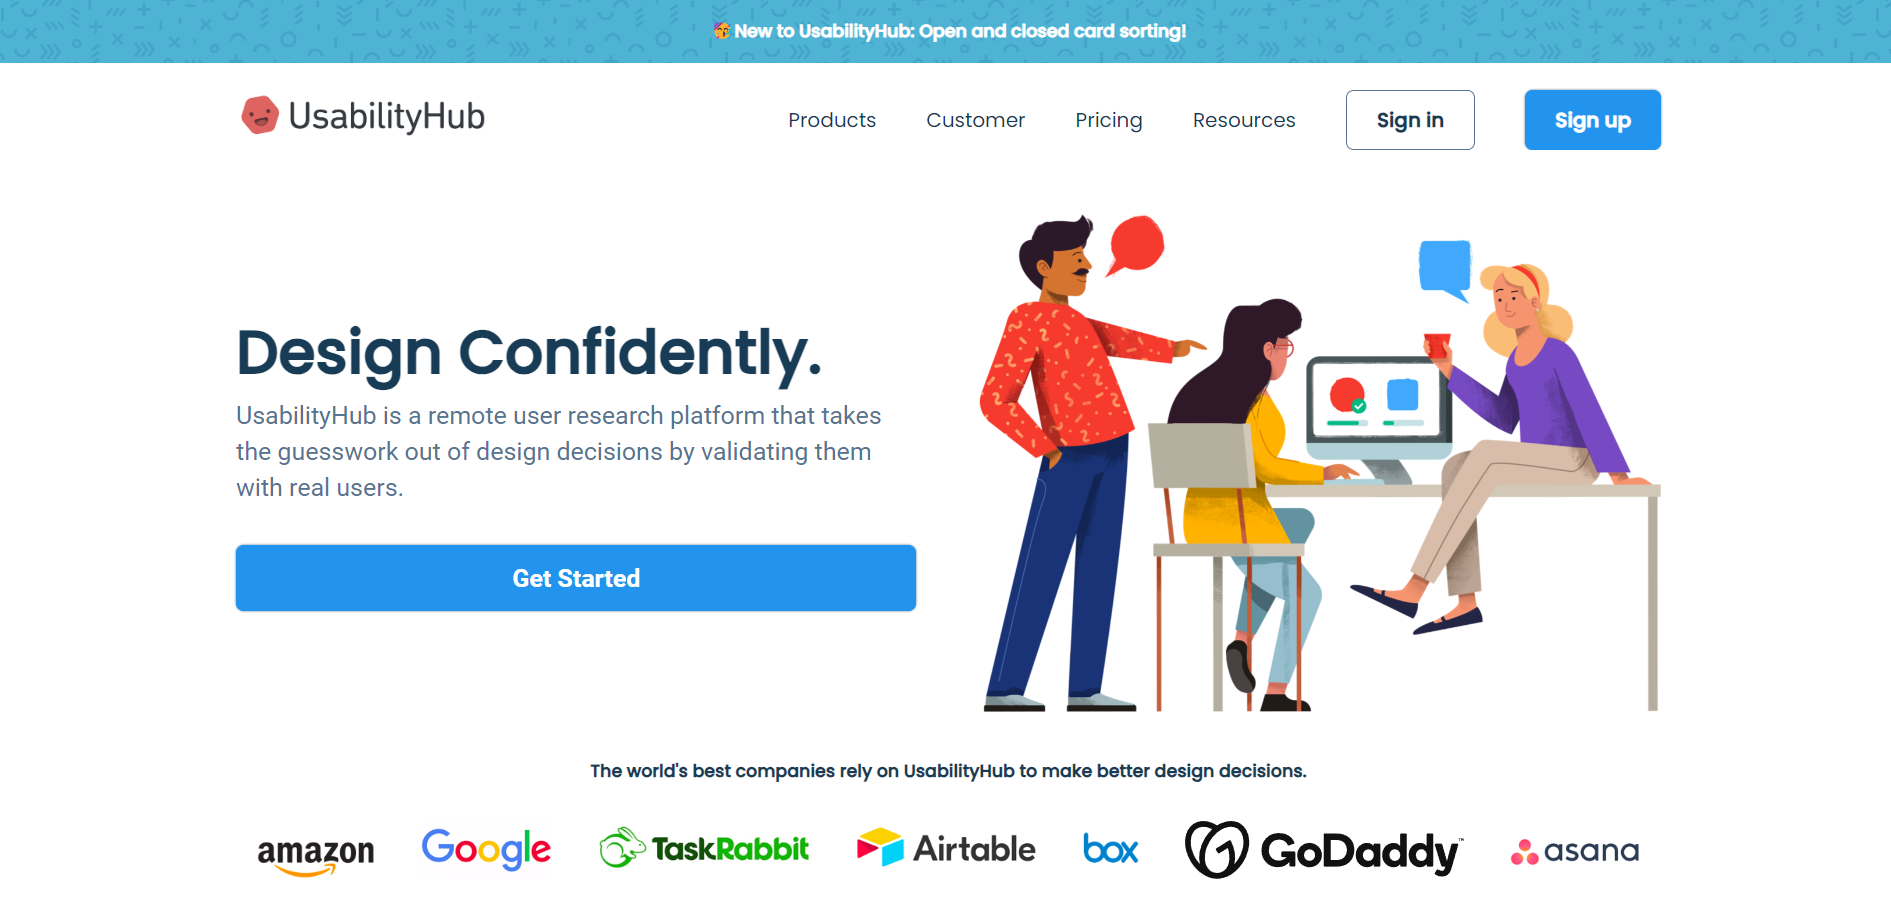 🥳 New to UsabilityHub: Open and closed card sorting!
UsabilityHub
Products
Customer
Pricing
Resources
Sign in
Sign up
Design Confidently.
UsabilityHub is a remote user research platform that takes
the guesswork out of design decisions by validating them
with real users.
Get Started
The world's best companies rely on UsabilityHub to make better design decisions.
amazon
Google
TaskRabbit
Airtable
box
GoDaddy™
asana